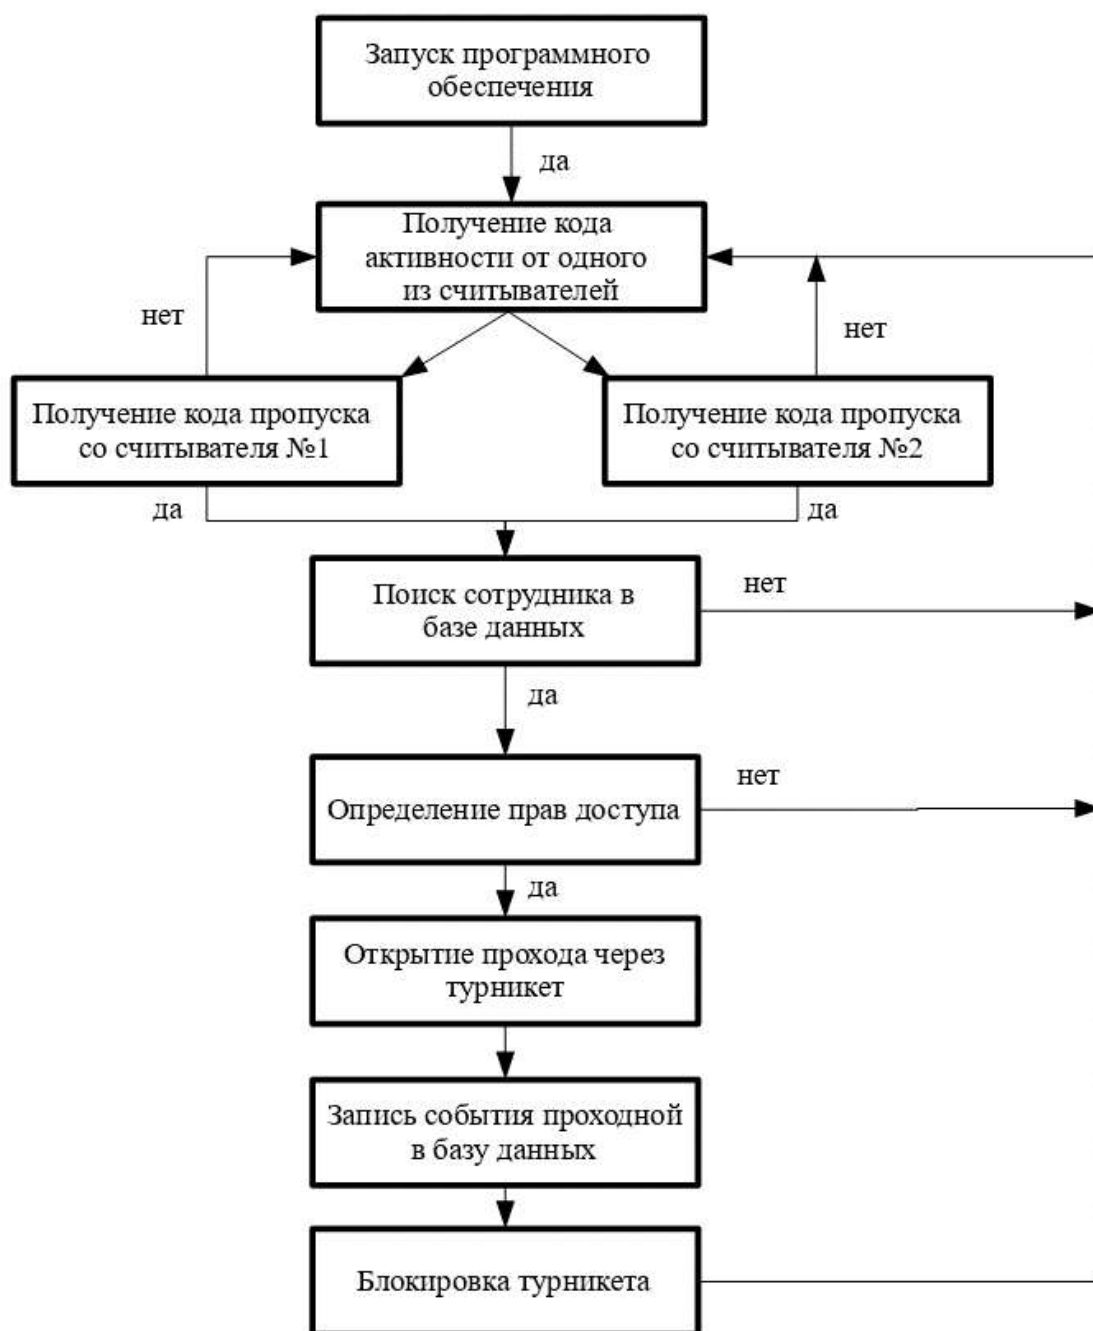 Запуск программного
обеспечения
да
Получение кода
активности от одного
из считывателей
нет
нет
Получение кода пропуска
со считывателя №1
Получение кода пропуска
со считывателя №2
да
да
Поиск сотрудника в
базе данных
нет
да
Определение прав доступа
нет
да
Открытие прохода через
турникет
Запись события проходной
в базу данных
Блокировка турникета